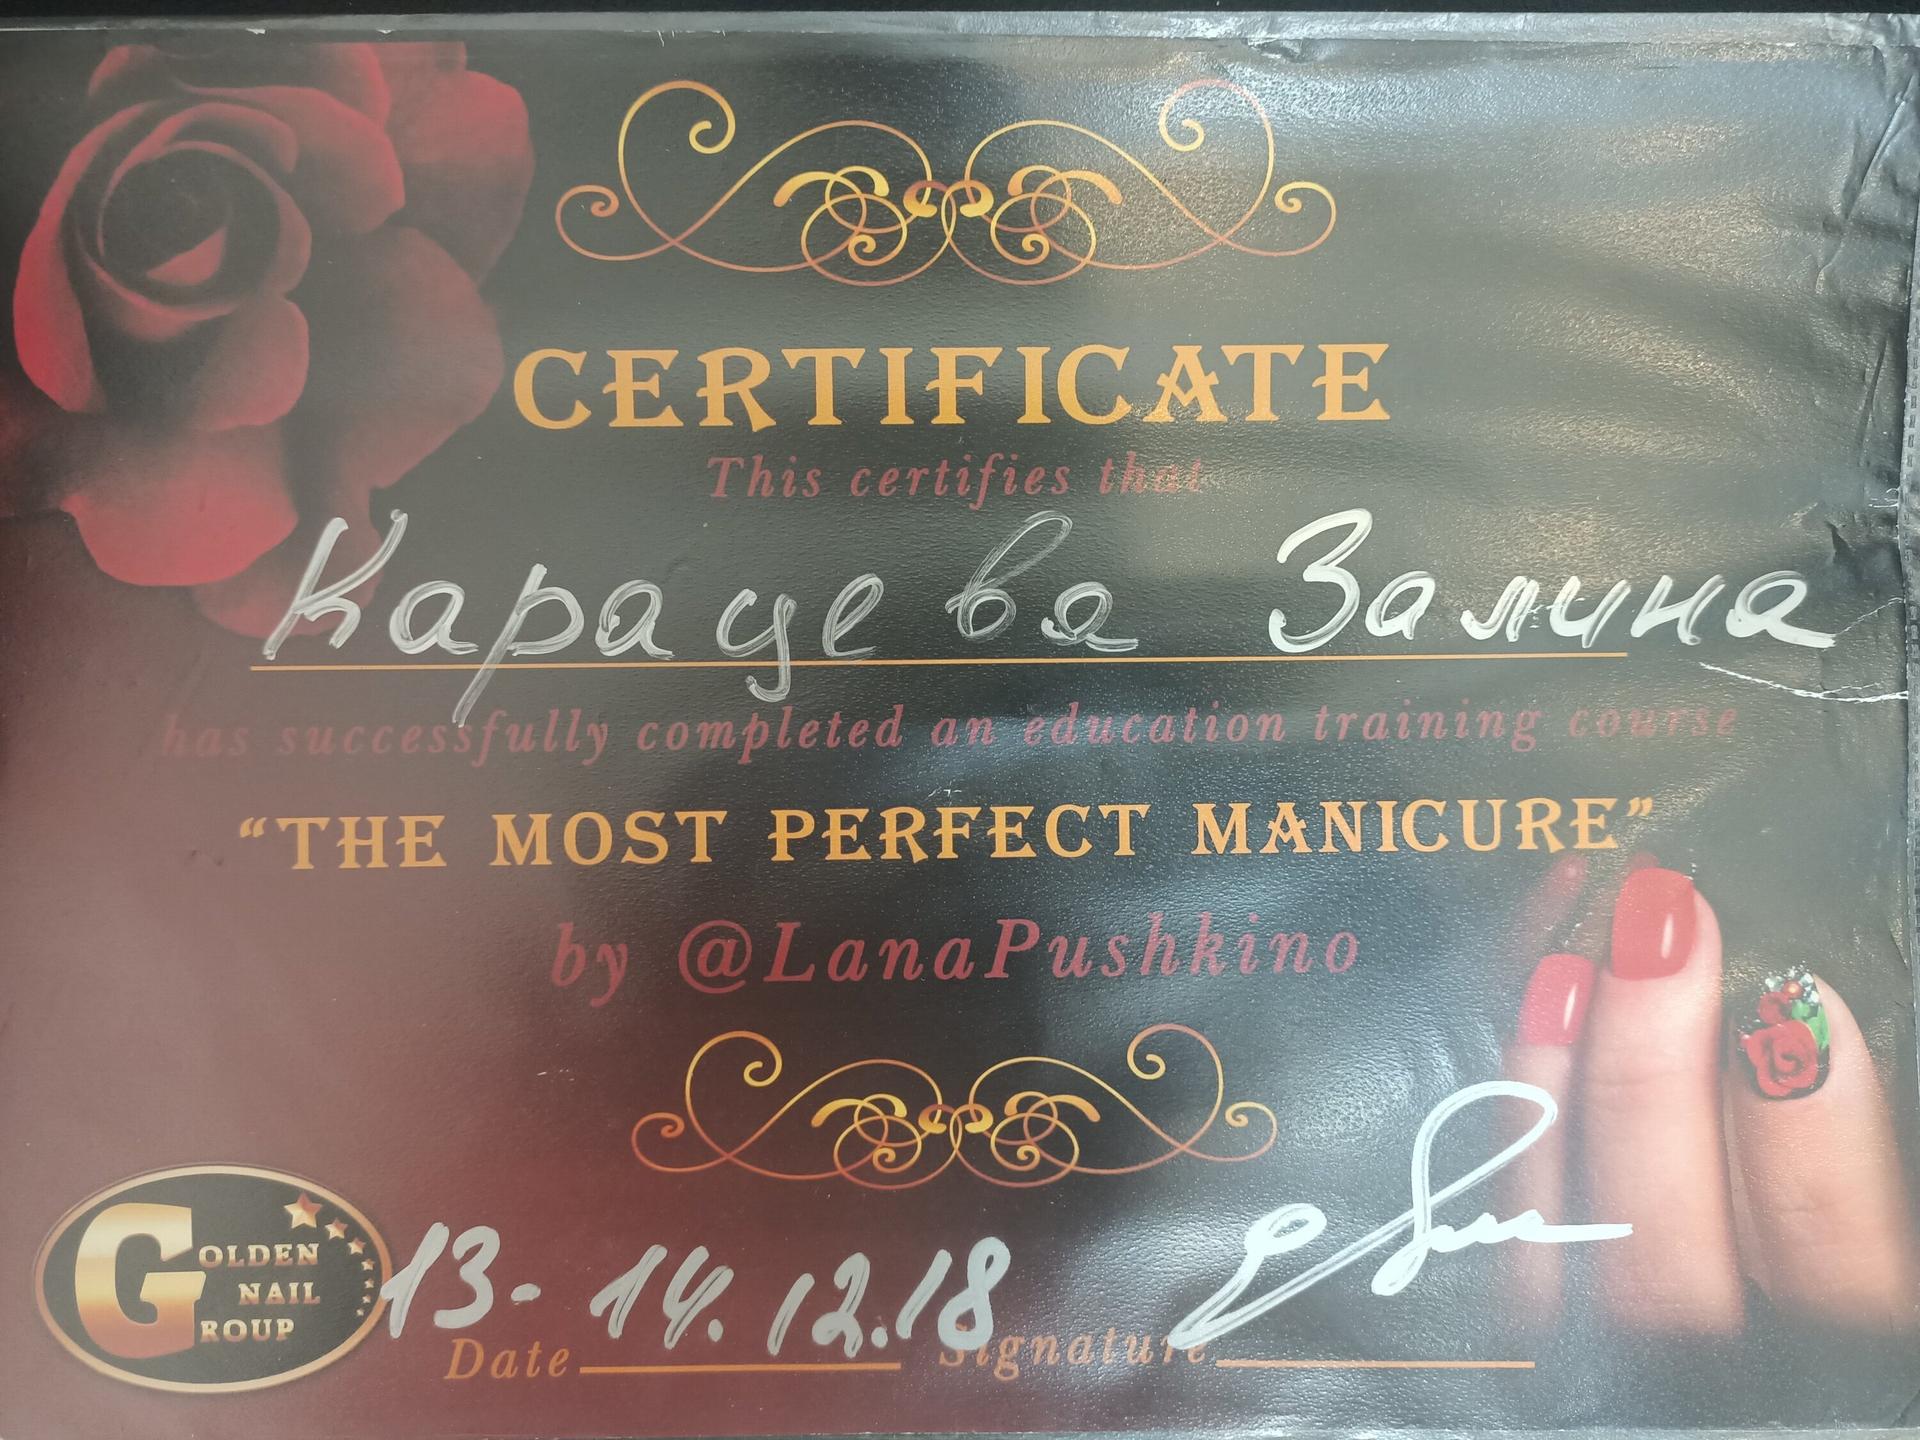 CERTIFICATE
This certifies that
Карацева Залина
has successfully completed an education training course
“THE MOST PERFECT MANICURE”
by @LanaPushkino
GOLDEN
NAIL
GROUP
13-14.12.18
Date
Signature